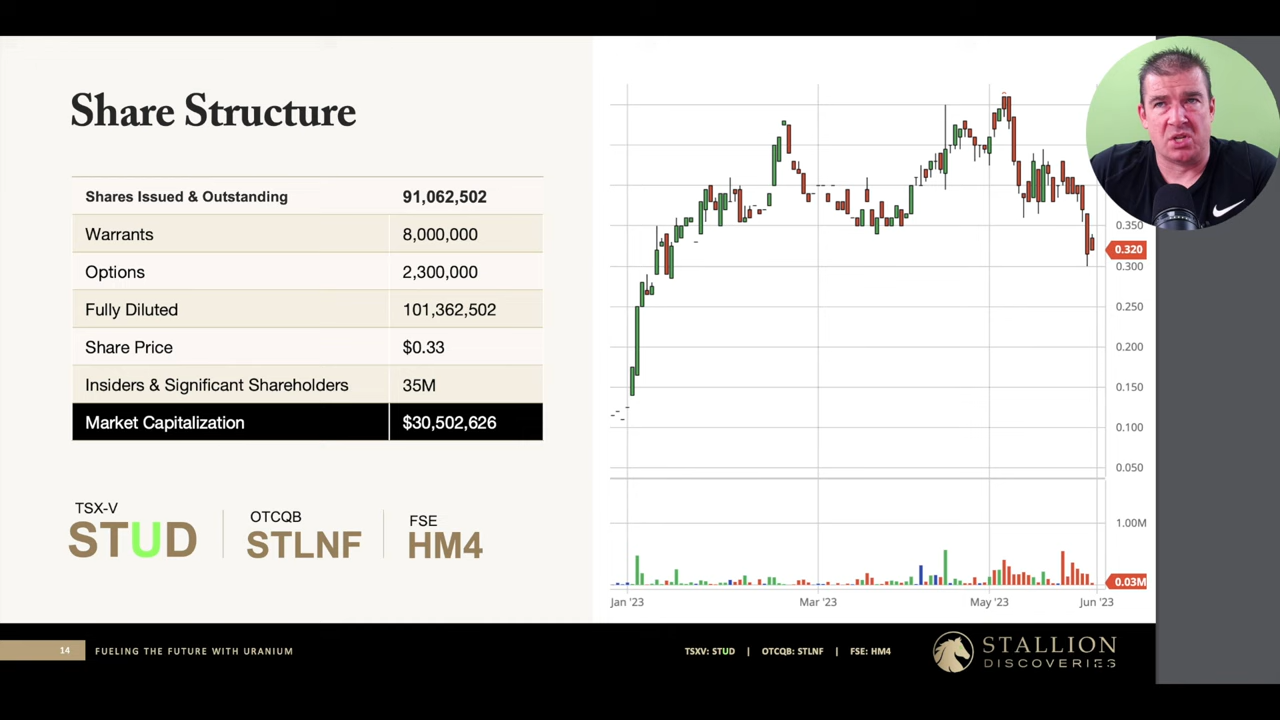 Share Structure
Shares Issued & Outstanding 91,062,502
Warrants 8,000,000
Options 2,300,000
Fully Diluted 101,362,502
Share Price $0.33
Insiders & Significant Shareholders 35M
Market Capitalization $30,502,626
TSX-V
STUD
OTCQB
STLNF
FSE
HM4
0.350
0.320
0.300
0.250
0.200
0.150
0.100
0.050
1.00M
0.03M
Jan '23 Mar '23 May '23 Jun '23
14 FUELING THE FUTURE WITH URANIUM
TSXV: STUD | OTCQB: STLNF | FSE: HM4
STALLION
DISCOVERIES